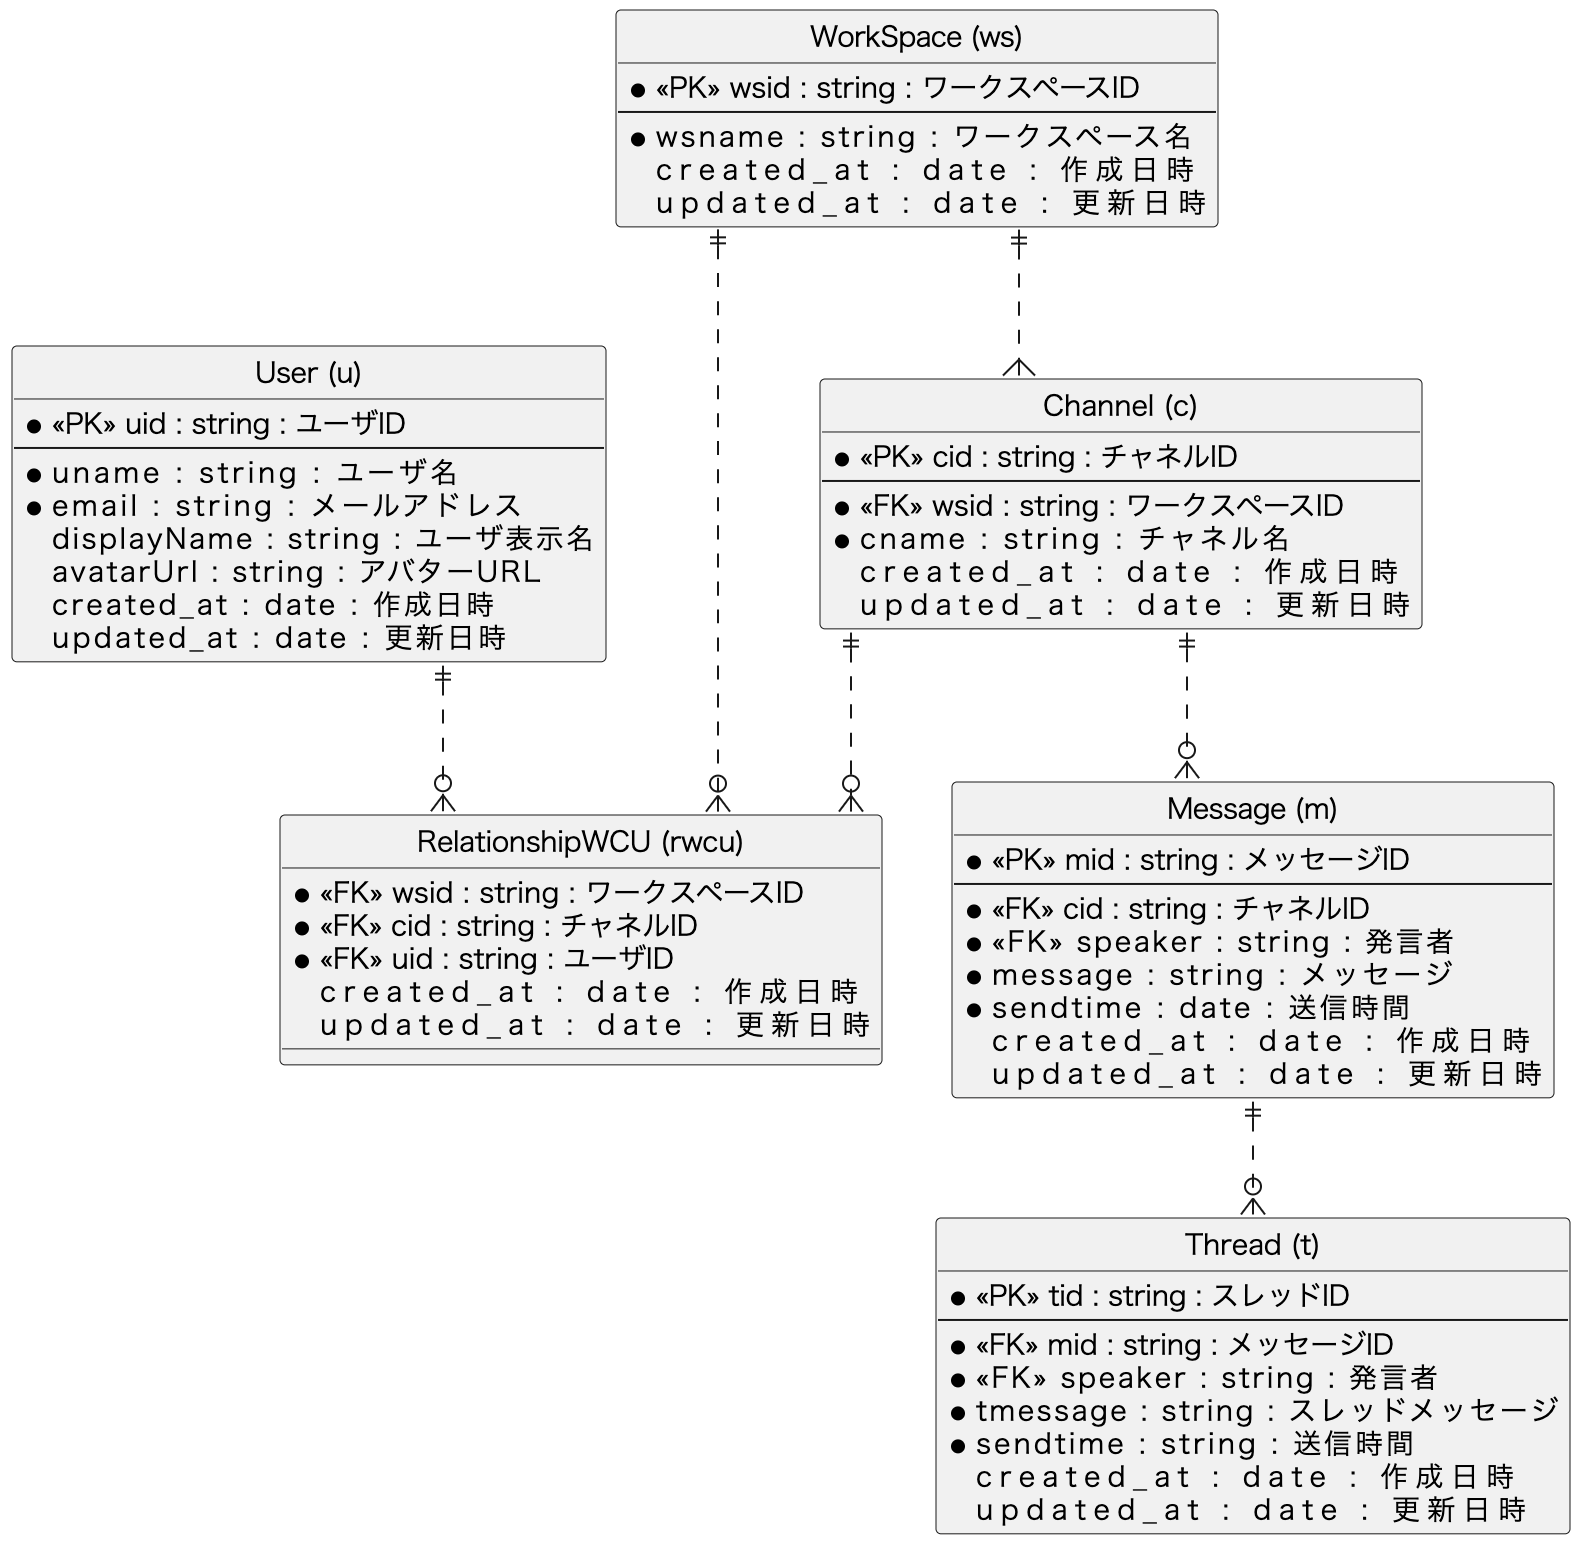 WorkSpace (ws)
«PK» wsid : string : ワークスペースID
wsname : string : ワークスペース名
created_at : date : 作成日時
updated_at : date : 更新日時
User (u)
«PK» uid : string : ユーザID
uname : string : ユーザ名
email : string : メールアドレス
displayName : string : ユーザ表示名
avatarUrl : string : アバターURL
created_at : date : 作成日時
updated_at : date : 更新日時
Channel (c)
«PK» cid : string : チャネルID
«FK» wsid : string : ワークスペースID
cname : string : チャネル名
created_at : date : 作成日時
updated_at : date : 更新日時
RelationshipWCU (rwcu)
«FK» wsid : string : ワークスペースID
«FK» cid : string : チャネルID
«FK» uid : string : ユーザID
created_at : date : 作成日時
updated_at : date : 更新日時
Message (m)
«PK» mid : string : メッセージID
«FK» cid : string : チャネルID
«FK» speaker : string : 発言者
message : string : メッセージ
sendtime : date : 送信時間
created_at : date : 作成日時
updated_at : date : 更新日時
Thread (t)
«PK» tid : string : スレッドID
«FK» mid : string : メッセージID
«FK» speaker : string : 発言者
tmessage : string : スレッドメッセージ
sendtime : string : 送信時間
created_at : date : 作成日時
updated_at : date : 更新日時